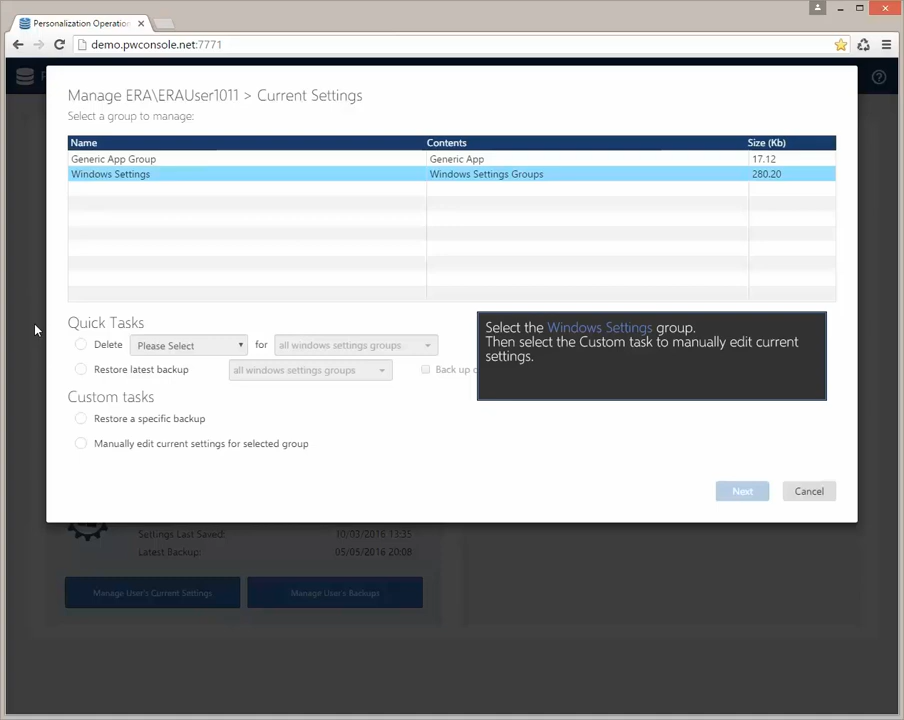 Personalization Operation
demo.pwconsole.net:7771
Manage ERA\ERAUser1011 > Current Settings
Select a group to manage:
Name Contents Size (Kb)
Generic App Group Generic App 17.12
Windows Settings Windows Settings Groups 280.20
Quick Tasks
Delete Please Select for all windows settings groups
Restore latest backup all windows settings groups Back up
Select the Windows Settings group.
Then select the Custom task to manually edit current
settings.
Custom tasks
Restore a specific backup
Manually edit current settings for selected group
Next Cancel
Settings Last Saved: 10/03/2016 11:35
Latest Backup: 05/05/2016 20:08
Manage User's Current Settings Manage User's Backups